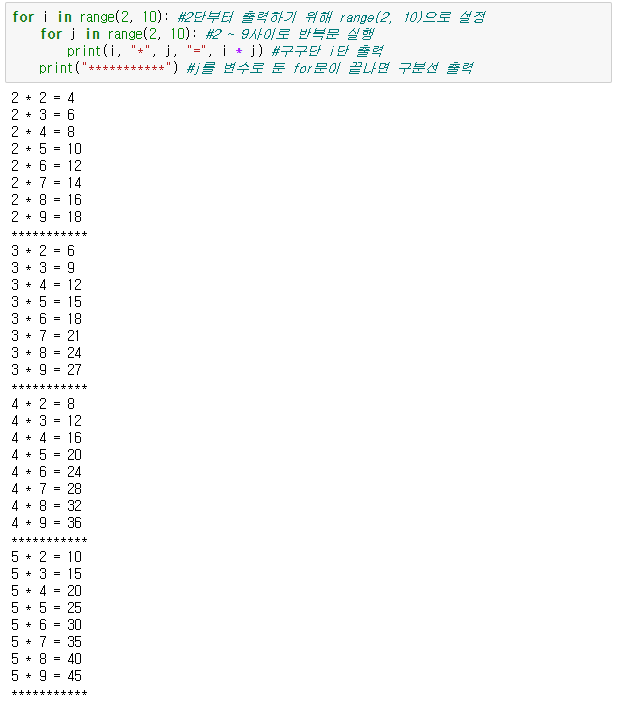 for i in range(2, 10): #2단부터 출력하기 위해 range(2, 10)으로 설정
    for j in range(2, 10): #2 ~ 9사이로 반복문 실행
        print(i, "*", j, "=", i * j) #구구단 i단 출력
    print("***********") #j를 변수로 둔 for문이 끝나면 구분선 출력
2 * 2 = 4
2 * 3 = 6
2 * 4 = 8
2 * 5 = 10
2 * 6 = 12
2 * 7 = 14
2 * 8 = 16
2 * 9 = 18
***********
3 * 2 = 6
3 * 3 = 9
3 * 4 = 12
3 * 5 = 15
3 * 6 = 18
3 * 7 = 21
3 * 8 = 24
3 * 9 = 27
***********
4 * 2 = 8
4 * 3 = 12
4 * 4 = 16
4 * 5 = 20
4 * 6 = 24
4 * 7 = 28
4 * 8 = 32
4 * 9 = 36
***********
5 * 2 = 10
5 * 3 = 15
5 * 4 = 20
5 * 5 = 25
5 * 6 = 30
5 * 7 = 35
5 * 8 = 40
5 * 9 = 45
***********